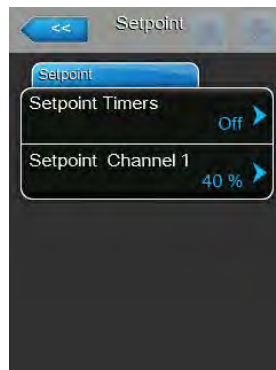 << Setpoint
Setpoint
Setpoint Timers
Off
Setpoint Channel 1
40 %